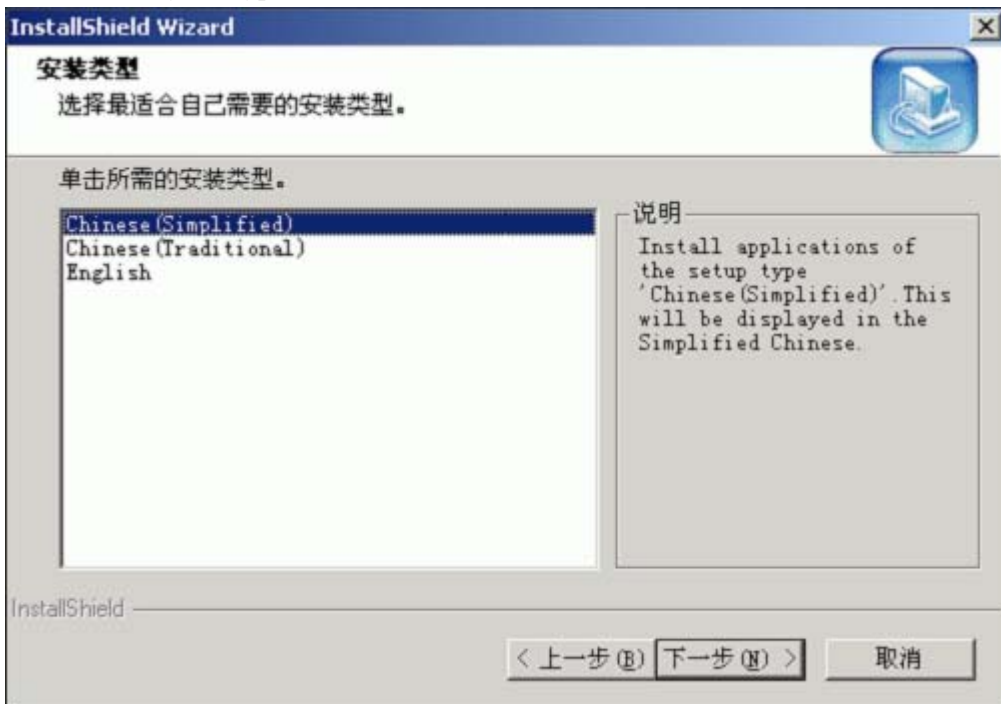 InstallShield Wizard
安装类型
选择最适合自己需要的安装类型。
单击所需的安装类型。
Chinese(Simplified)
Chinese(Traditional)
English
说明
Install applications of
the setup type
'Chinese(Simplified)'.This
will be displayed in the
Simplified Chinese.
InstallShield
< 上一步(B)
下一步(N) >
取消